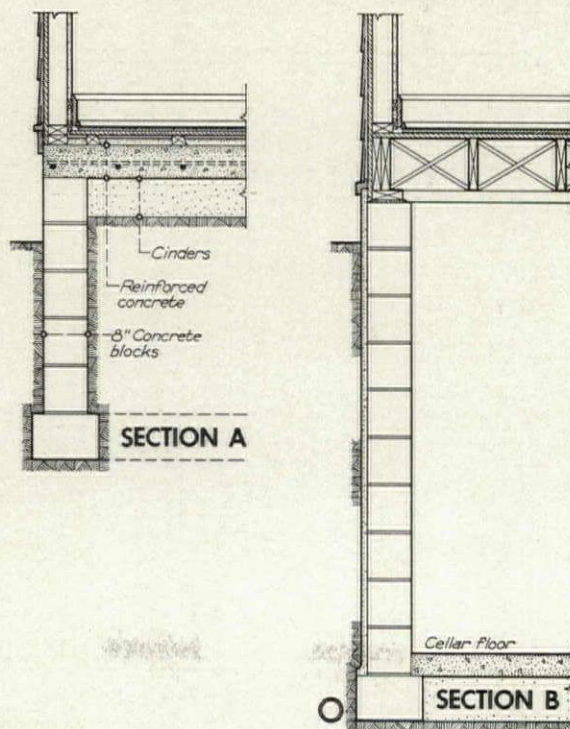 Cinders
Reinforced
concrete
8" Concrete
blocks
SECTION A
Cellar floor
SECTION B